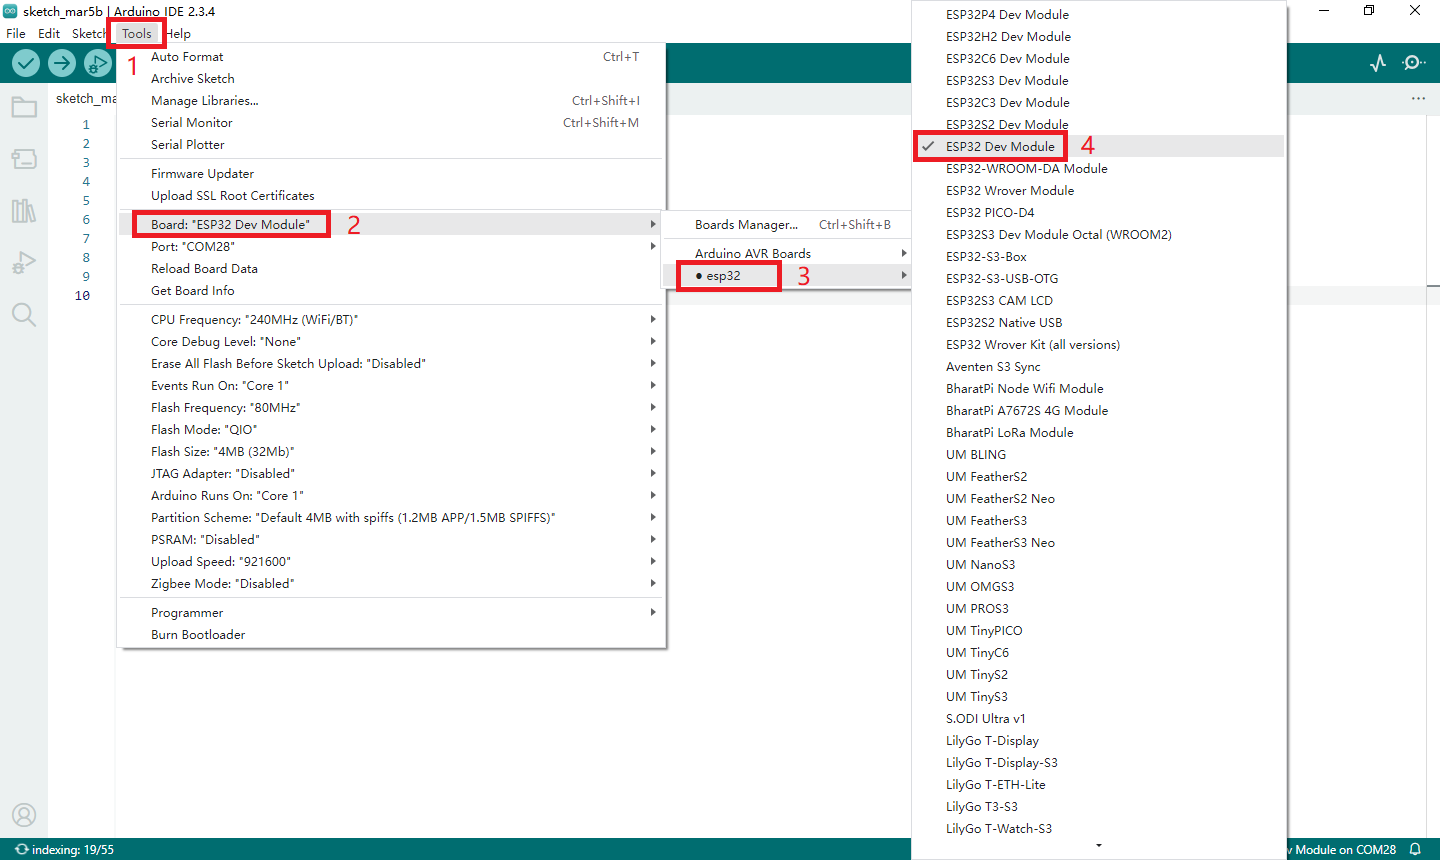 sketch_mar5b | Arduino IDE 2.3.4
File Edit Sketch Tools Help
1
Auto Format Ctrl+T
Archive Sketch
Manage Libraries... Ctrl+Shift+I
Serial Monitor Ctrl+Shift+M
Serial Plotter
Firmware Updater
Upload SSL Root Certificates
Board: "ESP32 Dev Module" 2
Port: "COM28"
Reload Board Data
Get Board Info
CPU Frequency: "240MHz (WiFi/BT)"
Core Debug Level: "None"
Erase All Flash Before Sketch Upload: "Disabled"
Events Run On: "Core 1"
Flash Frequency: "80MHz"
Flash Mode: "QIO"
Flash Size: "4MB (32Mb)"
JTAG Adapter: "Disabled"
Arduino Runs On: "Core 1"
Partition Scheme: "Default 4MB with spiffs (1.2MB APP/1.5MB SPIFFS)"
PSRAM: "Disabled"
Upload Speed: "921600"
Zigbee Mode: "Disabled"
Programmer
Burn Bootloader
sketch_ma
1
2
3
4
5
6
7
8
9
10
Boards Manager... Ctrl+Shift+B
Arduino AVR Boards
● esp32 3
ESP32P4 Dev Module
ESP32H2 Dev Module
ESP32C6 Dev Module
ESP32S3 Dev Module
ESP32C3 Dev Module
ESP32S2 Dev Module
✓ ESP32 Dev Module 4
ESP32-WROOM-DA Module
ESP32 Wrover Module
ESP32 PICO-D4
ESP32S3 Dev Module Octal (WROOM2)
ESP32-S3-Box
ESP32-S3-USB-OTG
ESP32S3 CAM LCD
ESP32S2 Native USB
ESP32 Wrover Kit (all versions)
Aventen S3 Sync
BharatPi Node Wifi Module
BharatPi A7672S 4G Module
BharatPi LoRa Module
UM BLING
UM FeatherS2
UM FeatherS2 Neo
UM FeatherS3
UM FeatherS3 Neo
UM NanoS3
UM OMGS3
UM PROS3
UM TinyPICO
UM TinyC6
UM TinyS2
UM TinyS3
S.ODI Ultra v1
LilyGo T-Display
LilyGo T-Display-S3
LilyGo T-ETH-Lite
LilyGo T3-S3
LilyGo T-Watch-S3
indexing: 19/55
v Module on COM28